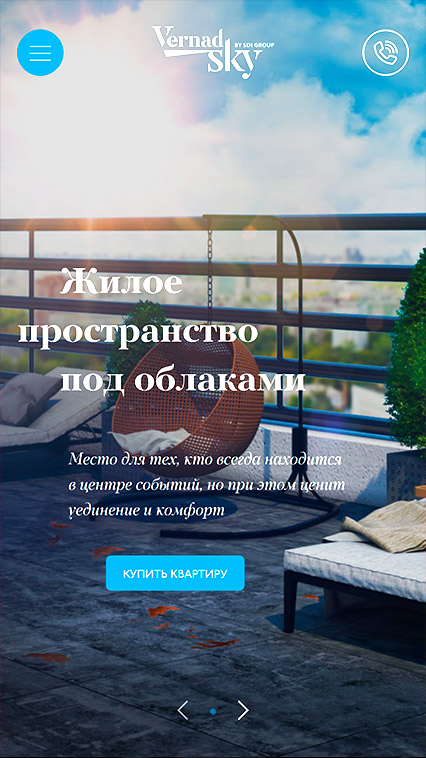 Vernad
sky
BY SDI GROUP
Жилое
пространство
под облаками
Место для тех, кто всегда находится
в центре событий, но при этом ценит
уединение и комфорт
КУПИТЬ КВАРТИРУ